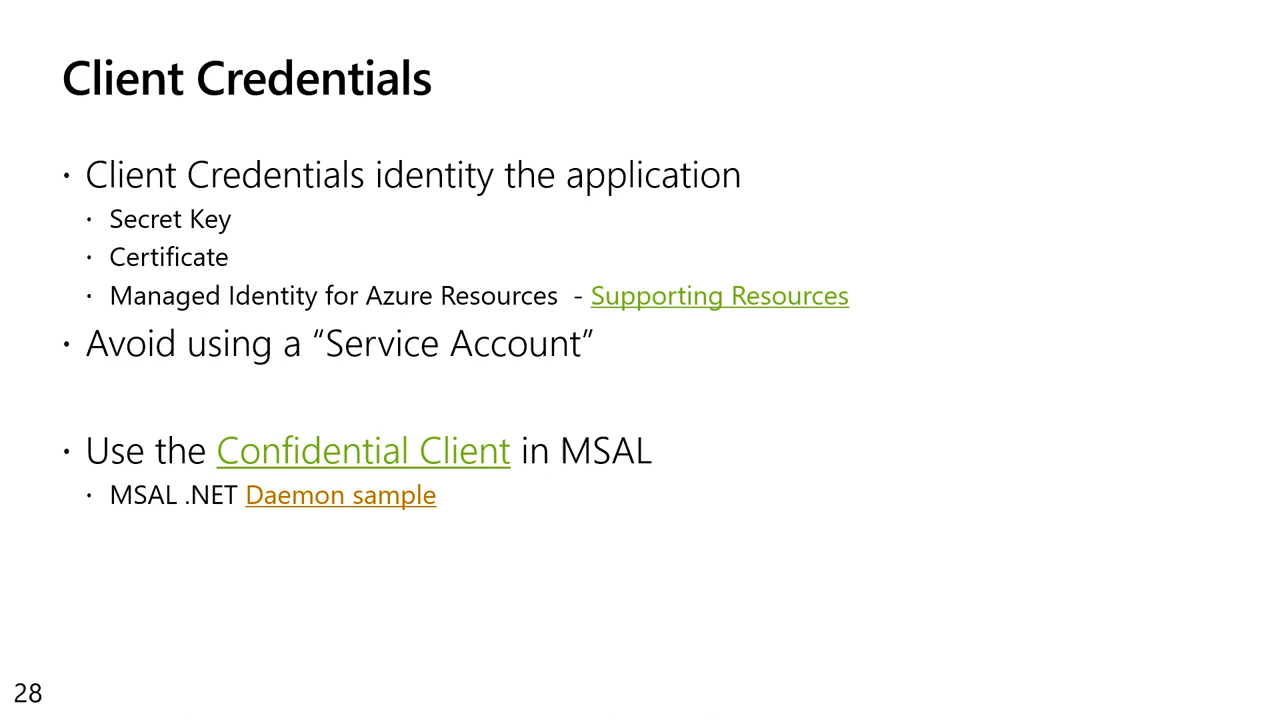 Client Credentials
· Client Credentials identity the application
· Secret Key
· Certificate
· Managed Identity for Azure Resources - Supporting Resources
· Avoid using a “Service Account”
· Use the Confidential Client in MSAL
· MSAL .NET Daemon sample
28